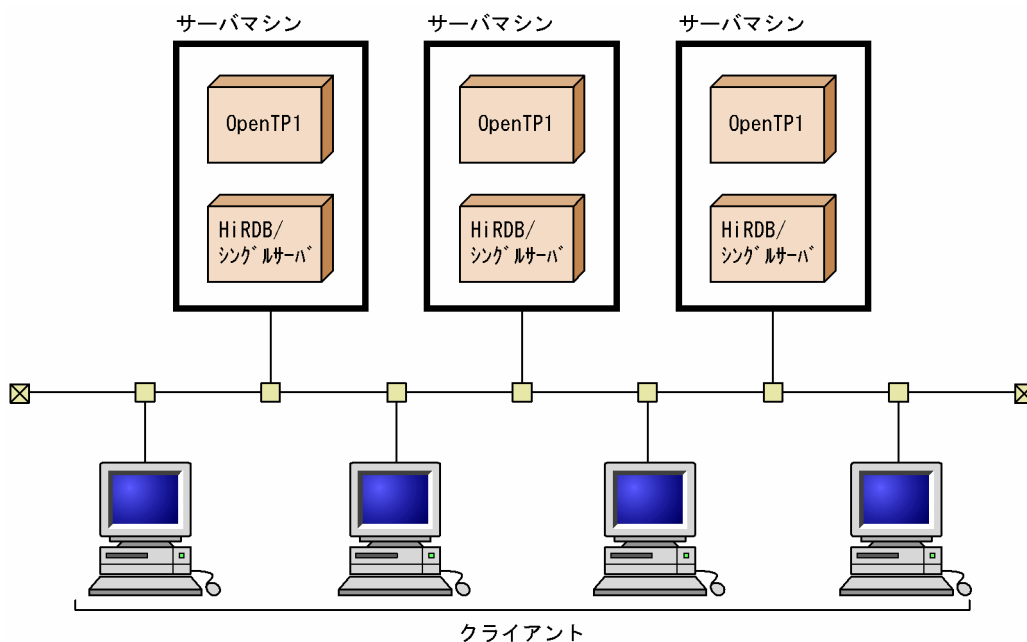 サーバマシン
サーバマシン
サーバマシン
OpenTP1
OpenTP1
OpenTP1
HiRDB/
ｼﾝｸﾞﾙｻｰﾊﾞ
HiRDB/
ｼﾝｸﾞﾙｻｰﾊﾞ
HiRDB/
ｼﾝｸﾞﾙｻｰﾊﾞ
クライアント